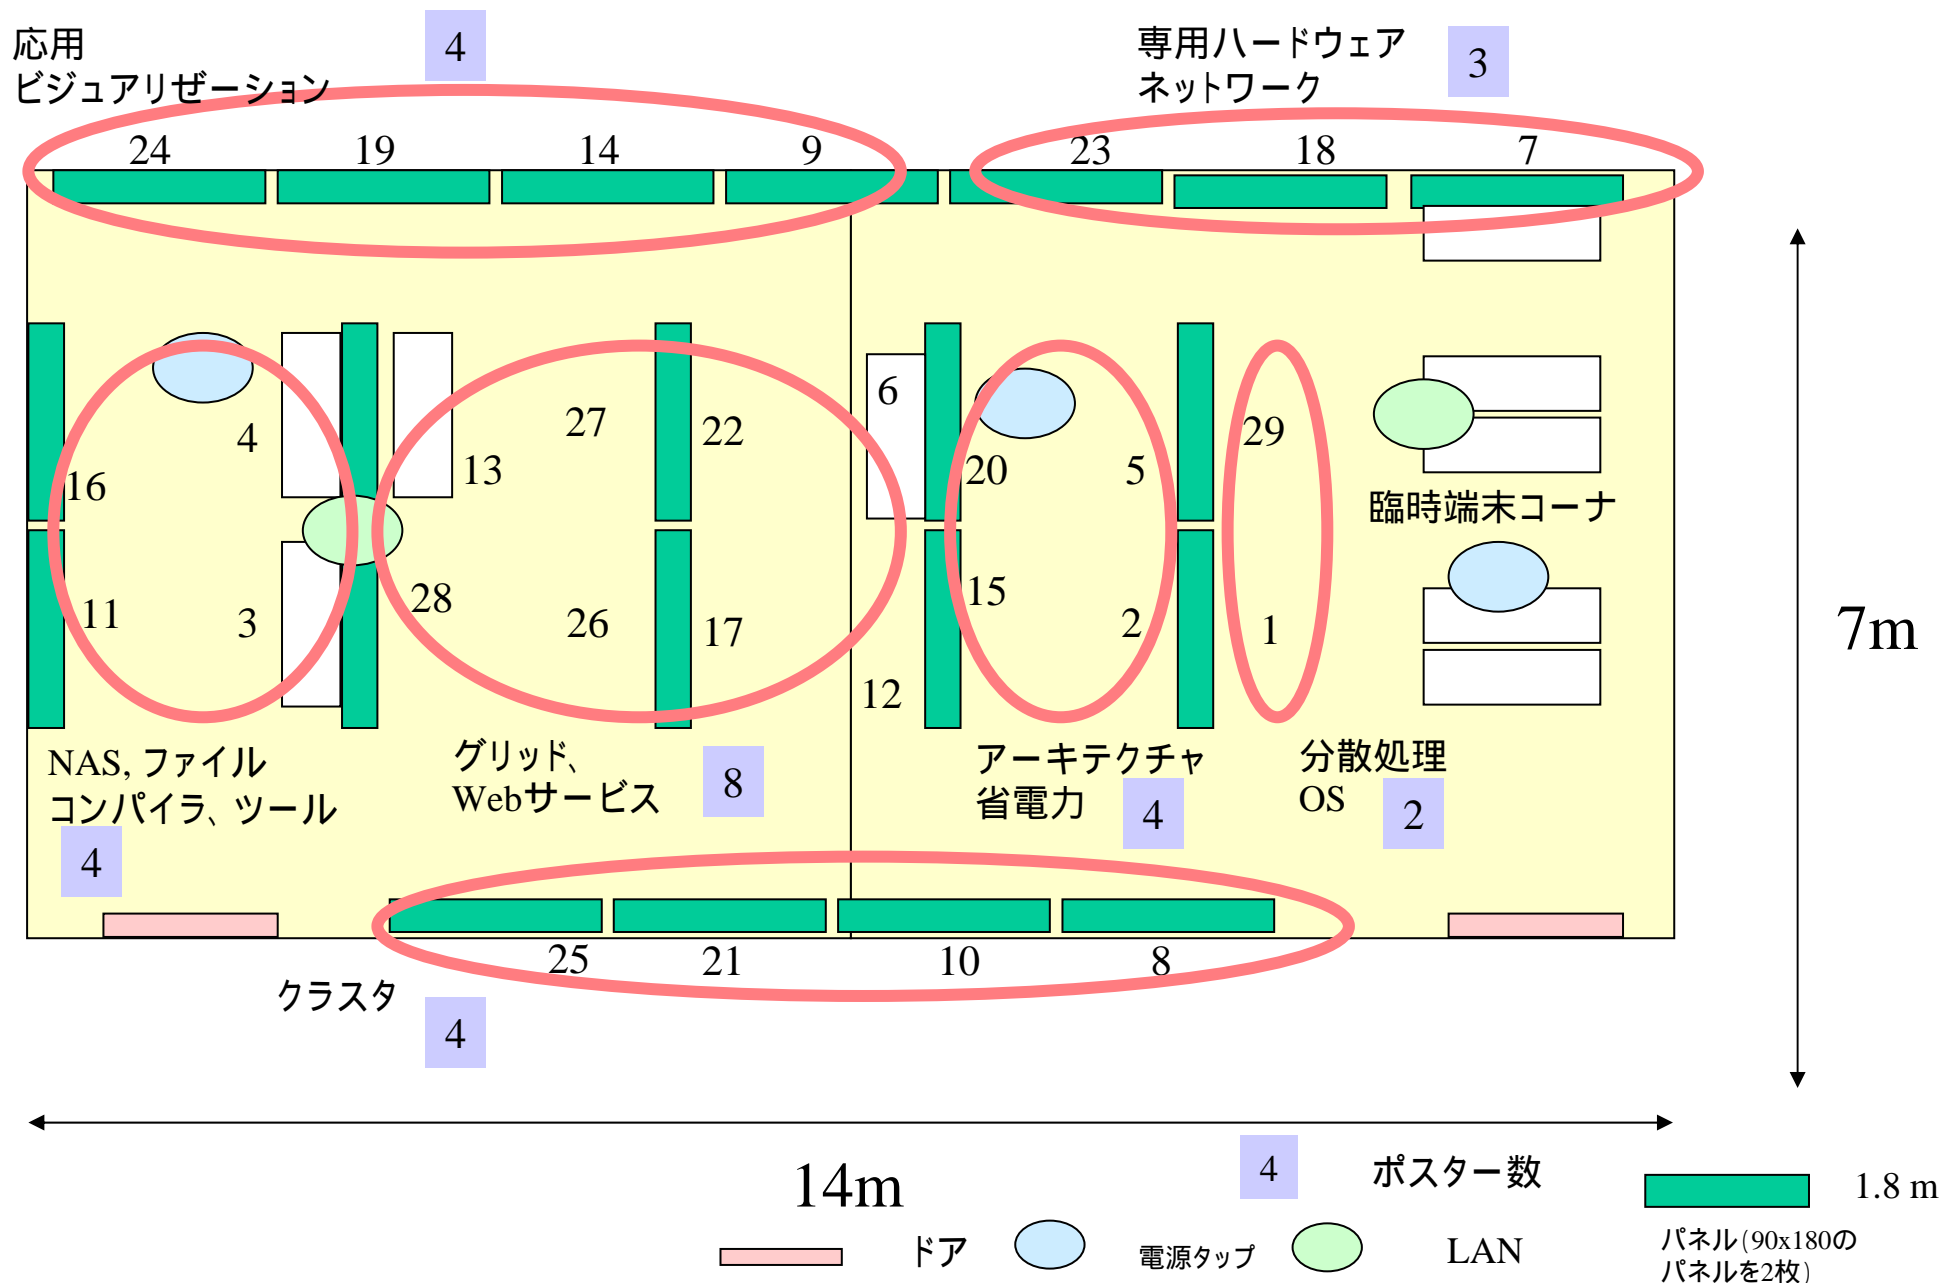 応用
ビジュアリぜーション
4
専用ハードウェア
ネットワーク
3
24
19
14
9
23
18
7
6
4
27
22
29
16
13
20
5
臨時端末コーナ
11
3
28
26
17
15
2
1
12
7m
NAS, ファイル
コンパイラ、ツール
4
グリッド、
Webサービス
8
アーキテクチャ
省電力
4
分散処理
OS
2
25
21
10
8
クラスタ
4
14m
4
ポスター数
1.8 m
ドア
電源タップ
LAN
パネル(90x180の
パネルを2枚)